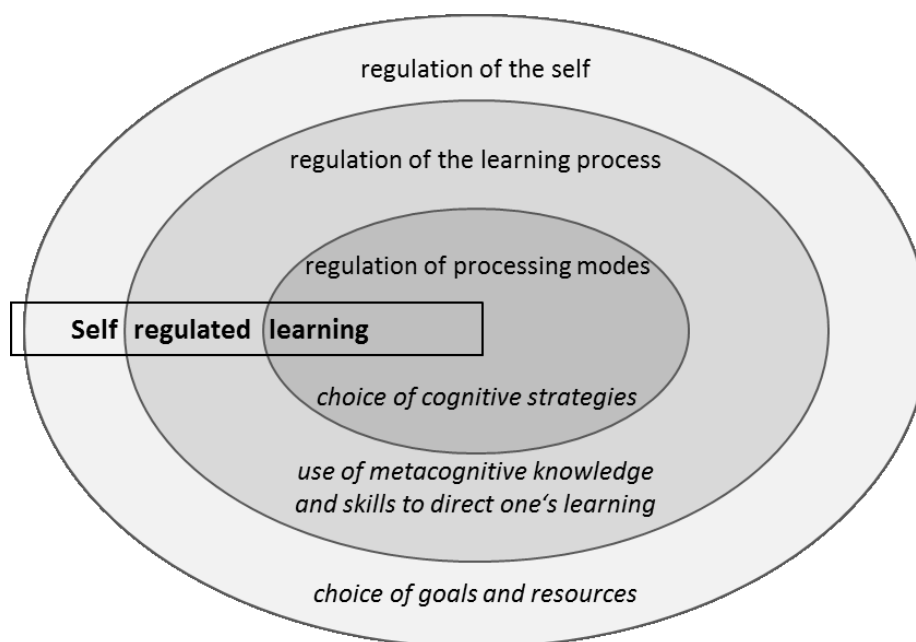 regulation of the self
regulation of the learning process
regulation of processing modes
Self regulated learning
choice of cognitive strategies
use of metacognitive knowledge
and skills to direct one‘s learning
choice of goals and resources